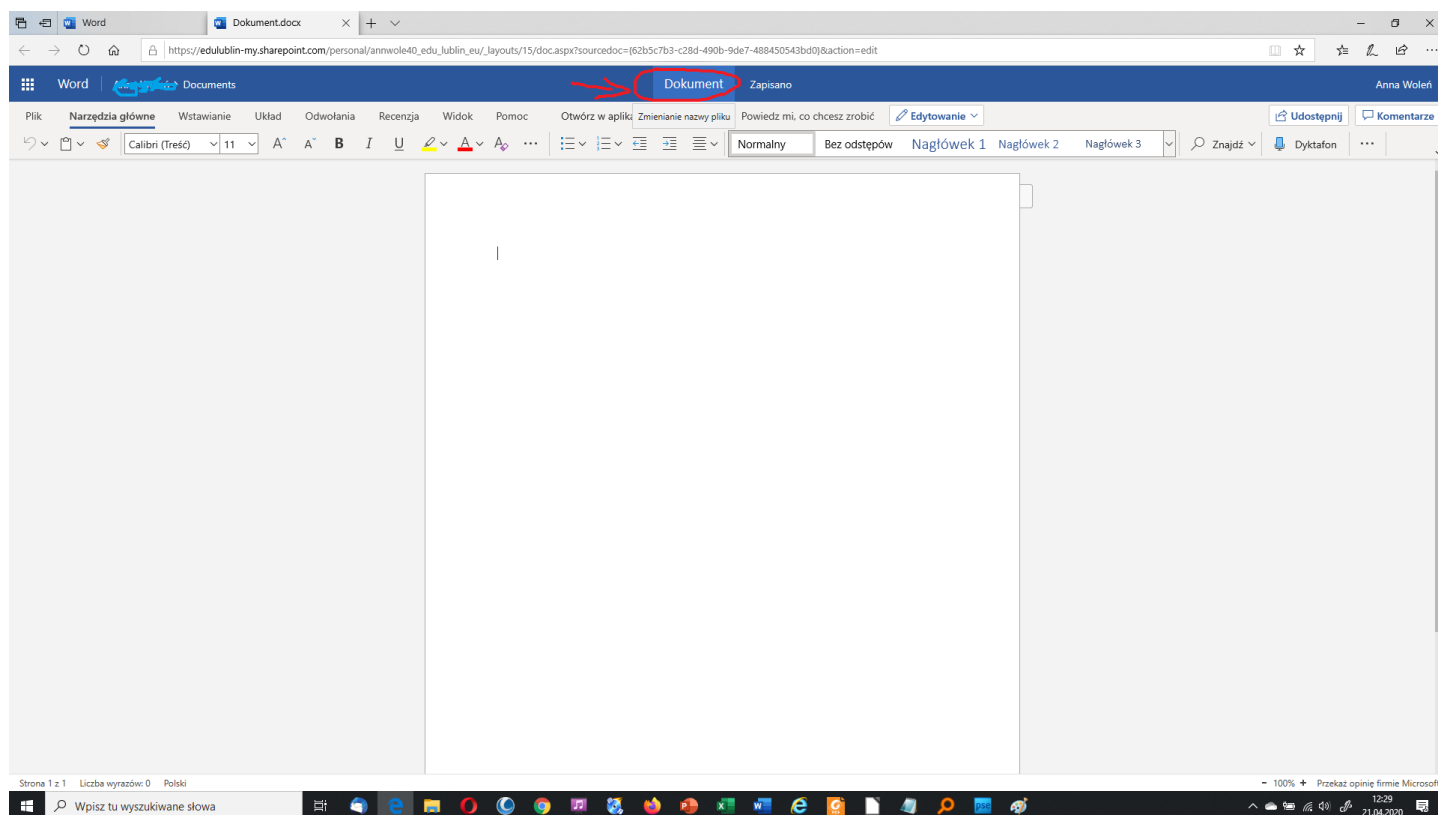 Word Dokument.docx
https://edulublin-my.sharepoint.com/personal/annwole40_edu_lublin_eu/_layouts/15/doc.aspx?sourcedoc={62b5c7b3-c28d-490b-9de7-488450543bd0}&action=edit
Word Documents Dokument Zapisano Anna Woleń
Plik Narzędzia główne Wstawianie Układ Odwołania Recenzja Widok Pomoc Otwórz w aplika Zmienianie nazwy pliku Powiedz mi, co chcesz zrobić Edytowanie Udostępnij Komentarze
Calibri (Treść) 11 A A B I U A A Normalny Bez odstępów Nagłówek 1 Nagłówek 2 Nagłówek 3 Znajdź Dyktafon
Strona 1 z 1 Liczba wyrazów: 0 Polski - 100% + Przekaż opinię firmie Microsoft
Wpisz tu wyszukiwane słowa 12:29
21.04.2020